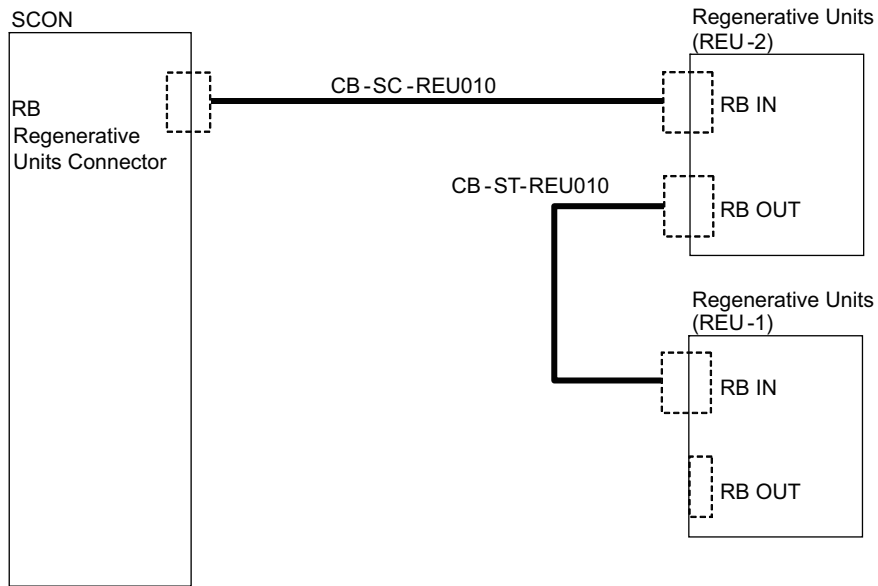 SCON
RB
Regenerative
Units Connector
CB-SC-REU010
Regenerative Units
(REU-2)
RB IN
CB-ST-REU010
RB OUT
Regenerative Units
(REU-1)
RB IN
RB OUT